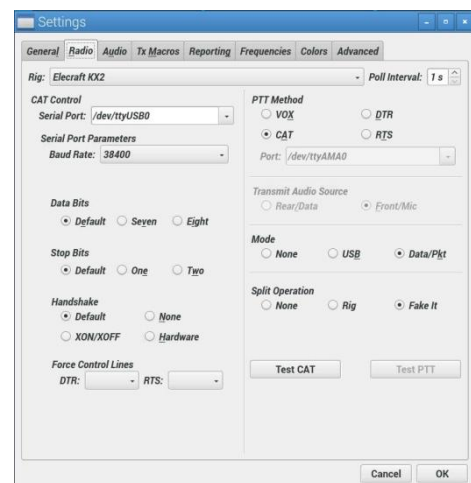 Settings
General Radio Audio Tx Macros Reporting Frequencies Colors Advanced
Rig: Elecraft KX2 Poll Interval: 1 s
CAT Control
Serial Port: /dev/ttyUSB0
Serial Port Parameters
Baud Rate: 38400
Data Bits
Default Seven Eight
Stop Bits
Default One Two
Handshake
Default None
XON/XOFF Hardware
Force Control Lines
DTR: RTS:
PTT Method
VOX DTR
CAT RTS
Port: /dev/ttyAMA0
Transmit Audio Source
Rear/Data Front/Mic
Mode
None USB Data/Pkt
Split Operation
None Rig Fake It
Test CAT Test PTT
Cancel OK